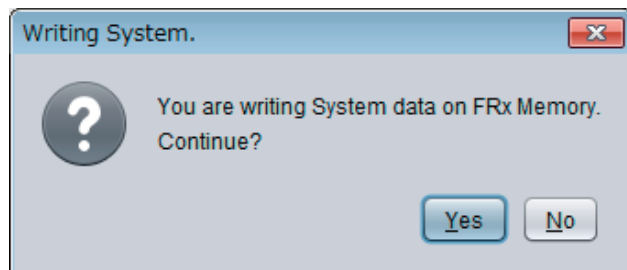 Writing System.
You are writing System data on FRx Memory.
Continue?
Yes
No